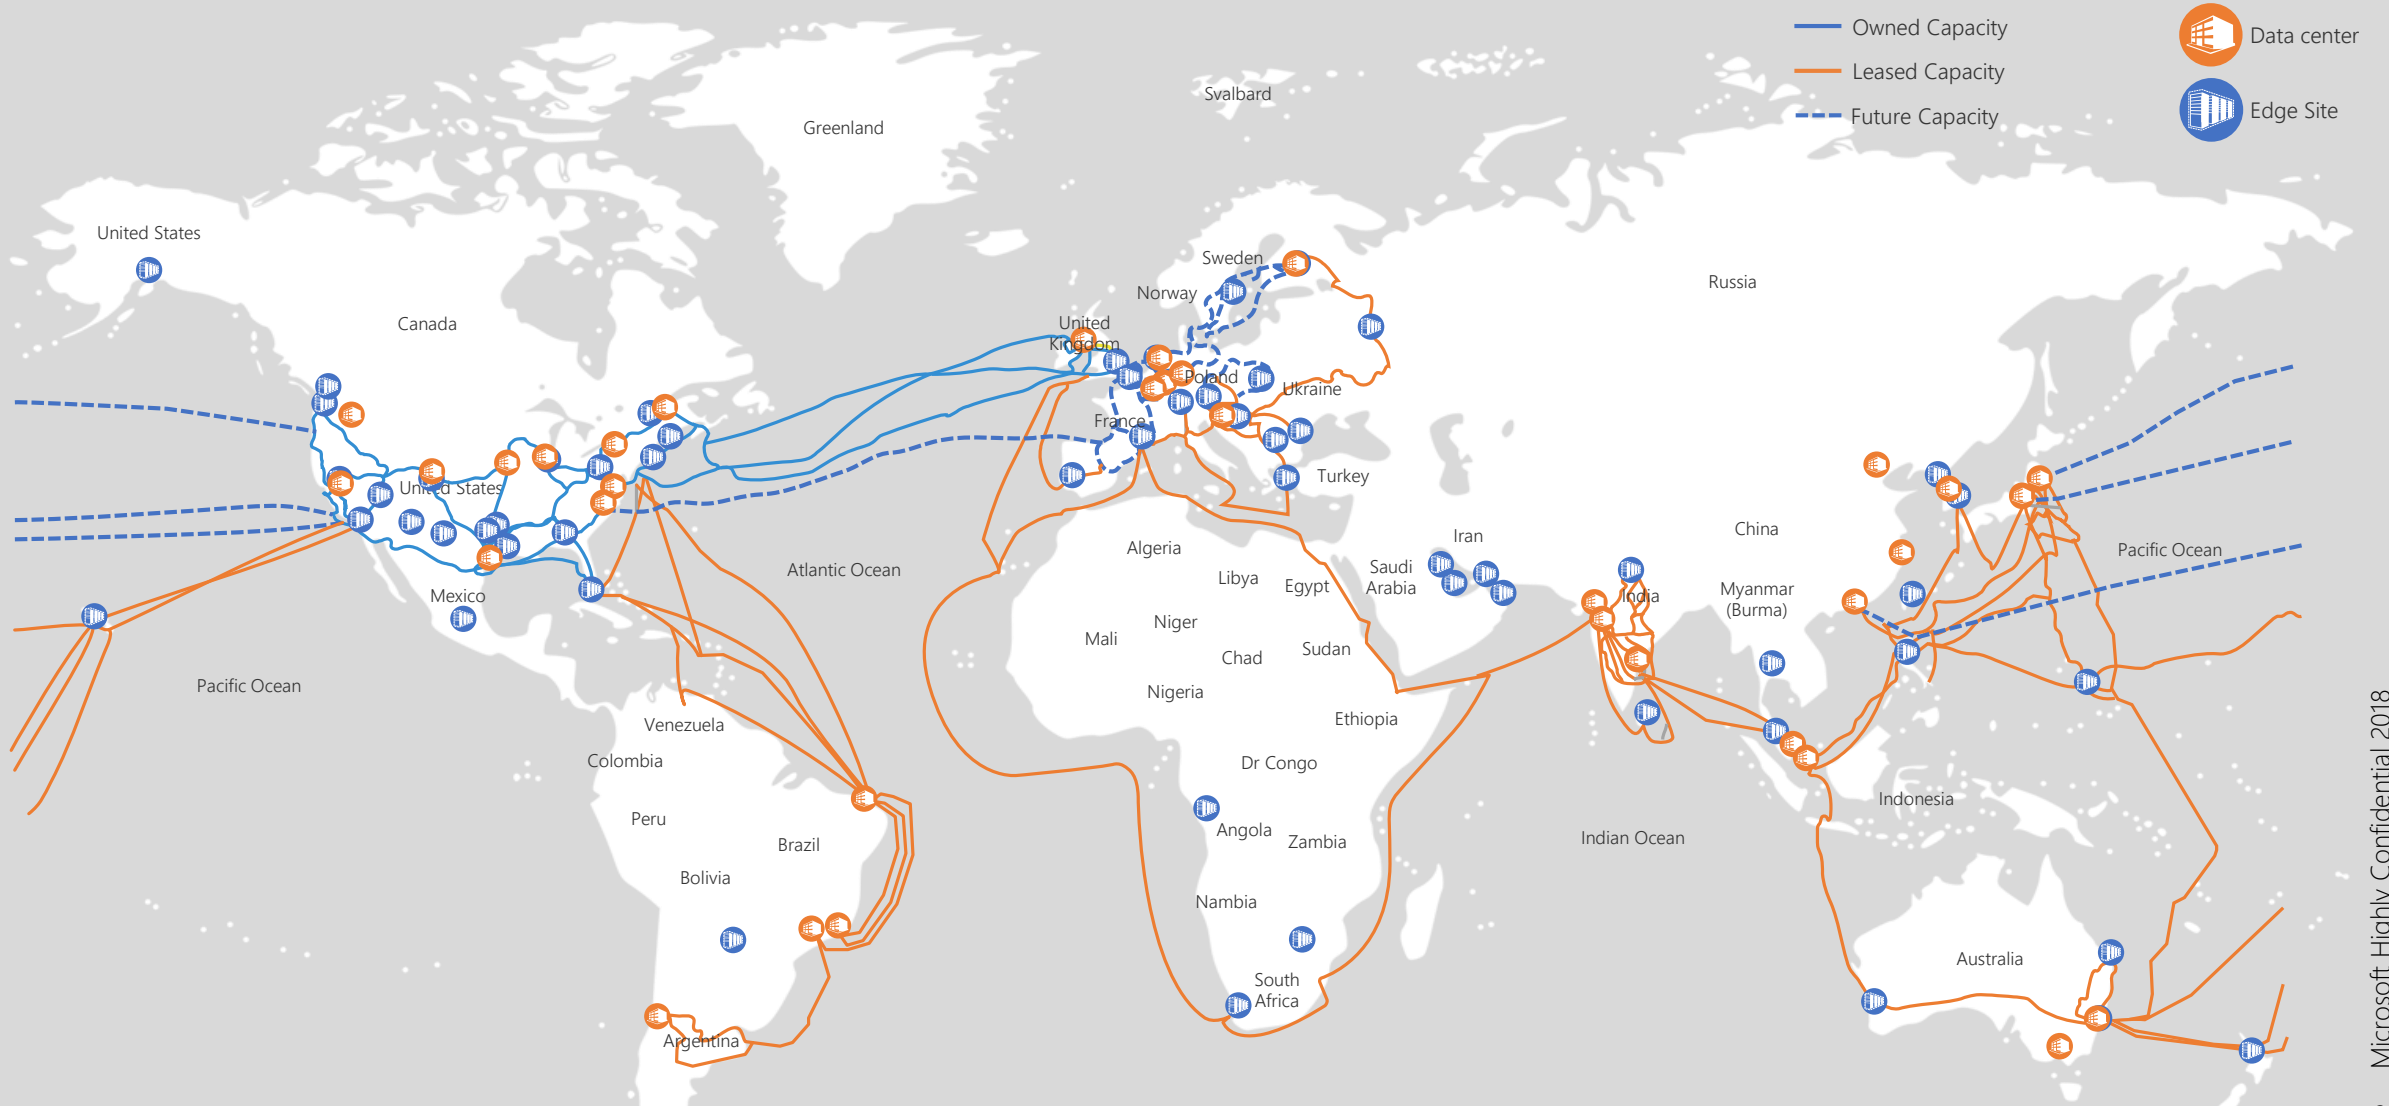 Owned Capacity
Data center
Leased Capacity
Future Capacity
Edge Site
Svalbard
Greenland
United States
Sweden
Russia
Norway
Canada
United
Kingdom
Poland
Ukraine
France
Turkey
United States
China
Iran
Pacific Ocean
Algeria
Atlantic Ocean
Saudi
Arabia
Libya
Egypt
Mexico
India
Myanmar
(Burma)
Niger
Mali
Sudan
Chad
Pacific Ocean
Nigeria
Venezuela
Ethiopia
Colombia
Dr Congo
Indonesia
Peru
Angola
Zambia
Indian Ocean
Brazil
Bolivia
Nambia
Australia
South
Africa
Argentina
Microsoft Highly Confidential 2018